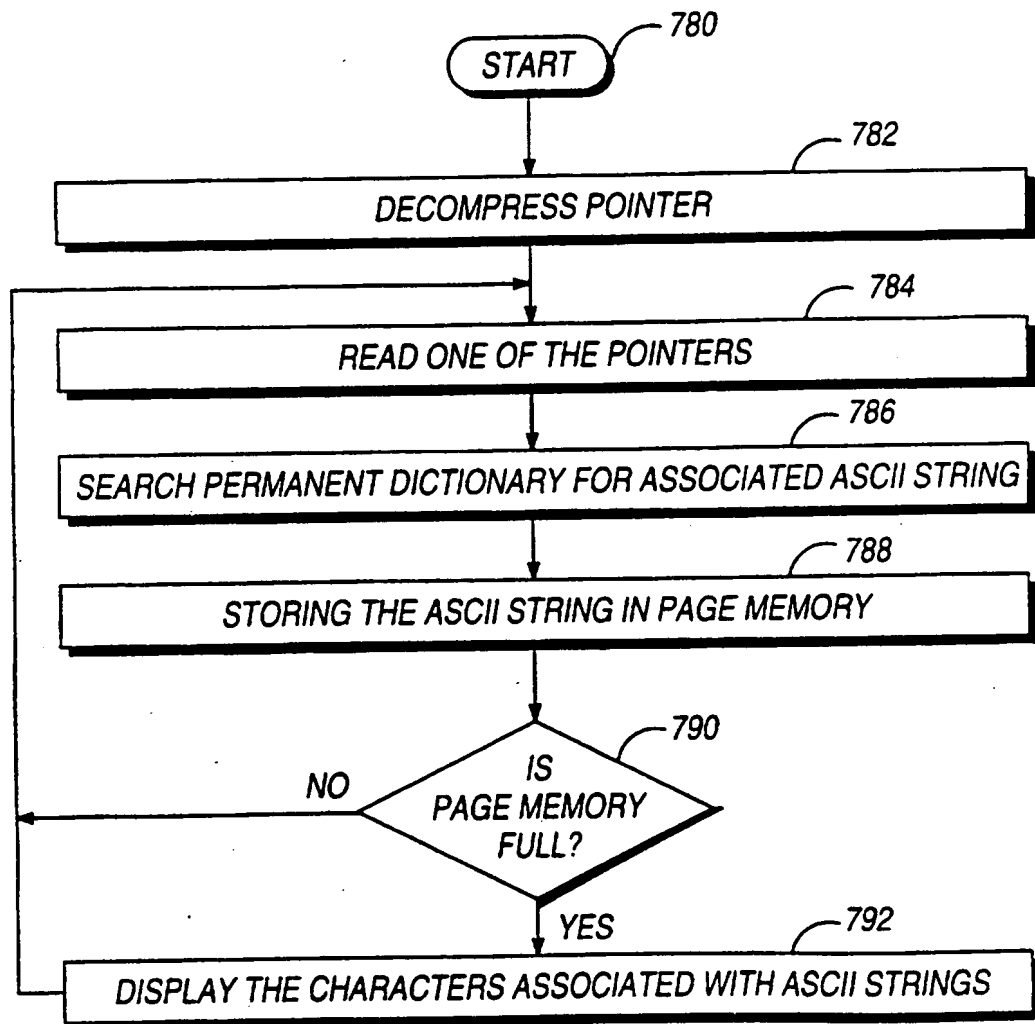 780
START
782
DECOMPRESS POINTER
784
READ ONE OF THE POINTERS
786
SEARCH PERMANENT DICTIONARY FOR ASSOCIATED ASCII STRING
788
STORING THE ASCII STRING IN PAGE MEMORY
790
IS
PAGE MEMORY
FULL?
NO
YES
792
DISPLAY THE CHARACTERS ASSOCIATED WITH ASCII STRINGS